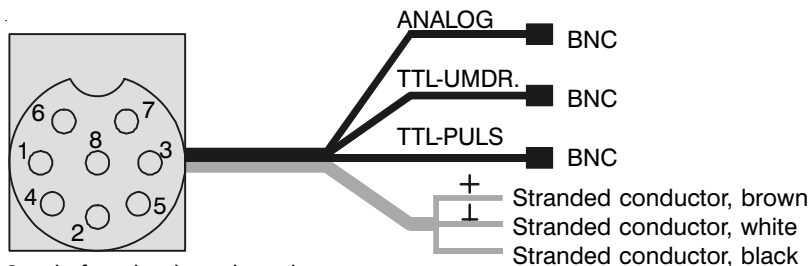 ANALOG
BNC
TTL-UMDR.
BNC
TTL-PULS
BNC
6
7
1
8
3
4
5
2
+
⊥
Stranded conductor, brown
Stranded conductor, white
Stranded conductor, black